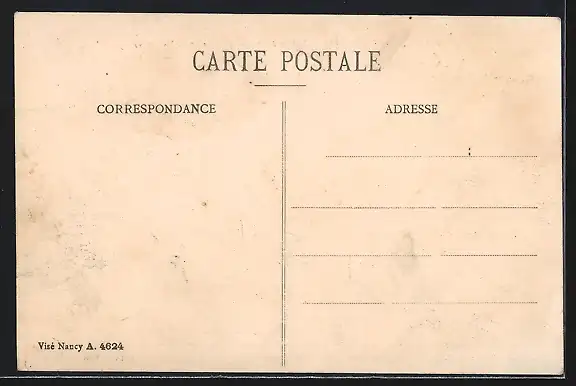 CARTE POSTALE
CORRESPONDANCE
ADRESSE
Visé Nancy A. 4624